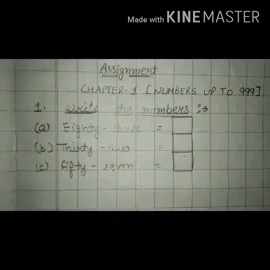 Made with KINEMASTER
Assignment
CHAPTER-1 [NUMBERS UP TO 999]
1. Write the numbers :->
(a) Eighty - three =
(b) Thirty - two =
(c) Fifty - seven =